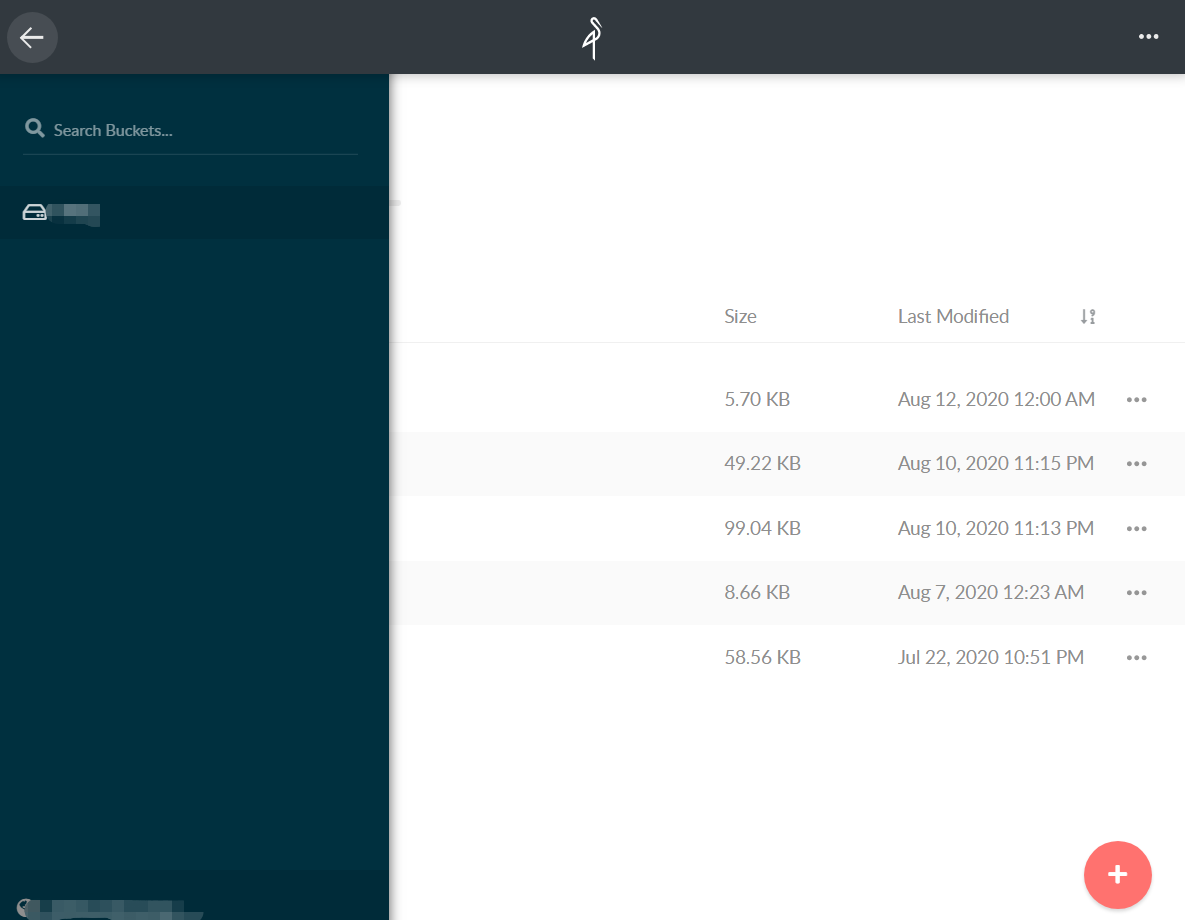 Search Buckets...
Size Last Modified
5.70 KB Aug 12, 2020 12:00 AM
49.22 KB Aug 10, 2020 11:15 PM
99.04 KB Aug 10, 2020 11:13 PM
8.66 KB Aug 7, 2020 12:23 AM
58.56 KB Jul 22, 2020 10:51 PM